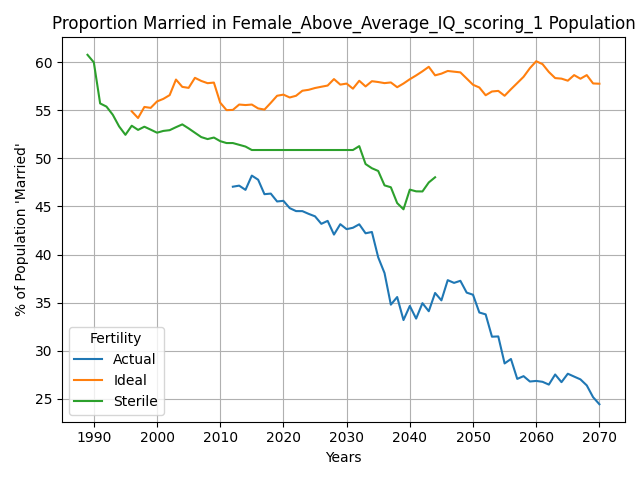 Proportion Married in Female_Above_Average_IQ_scoring_1 Population
% of Population 'Married'
60
55
50
45
40
35
30
25
Fertility
Actual
Ideal
Sterile
1990 2000 2010 2020 2030 2040 2050 2060 2070
Years